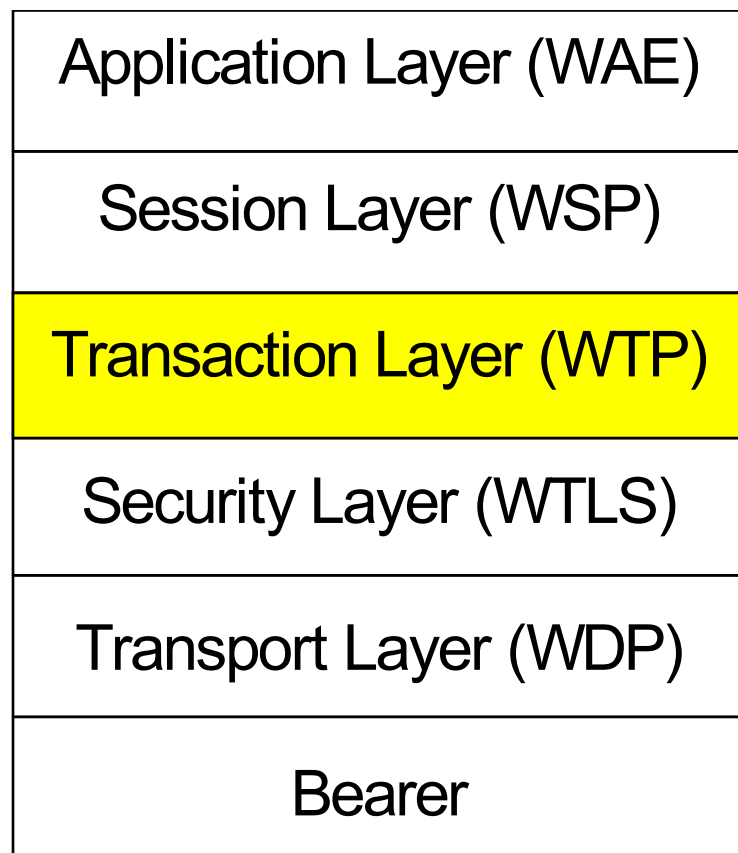 Application Layer (WAE)
Session Layer (WSP)
Transaction Layer (WTP)
Security Layer (WTLS)
Transport Layer (WDP)
Bearer